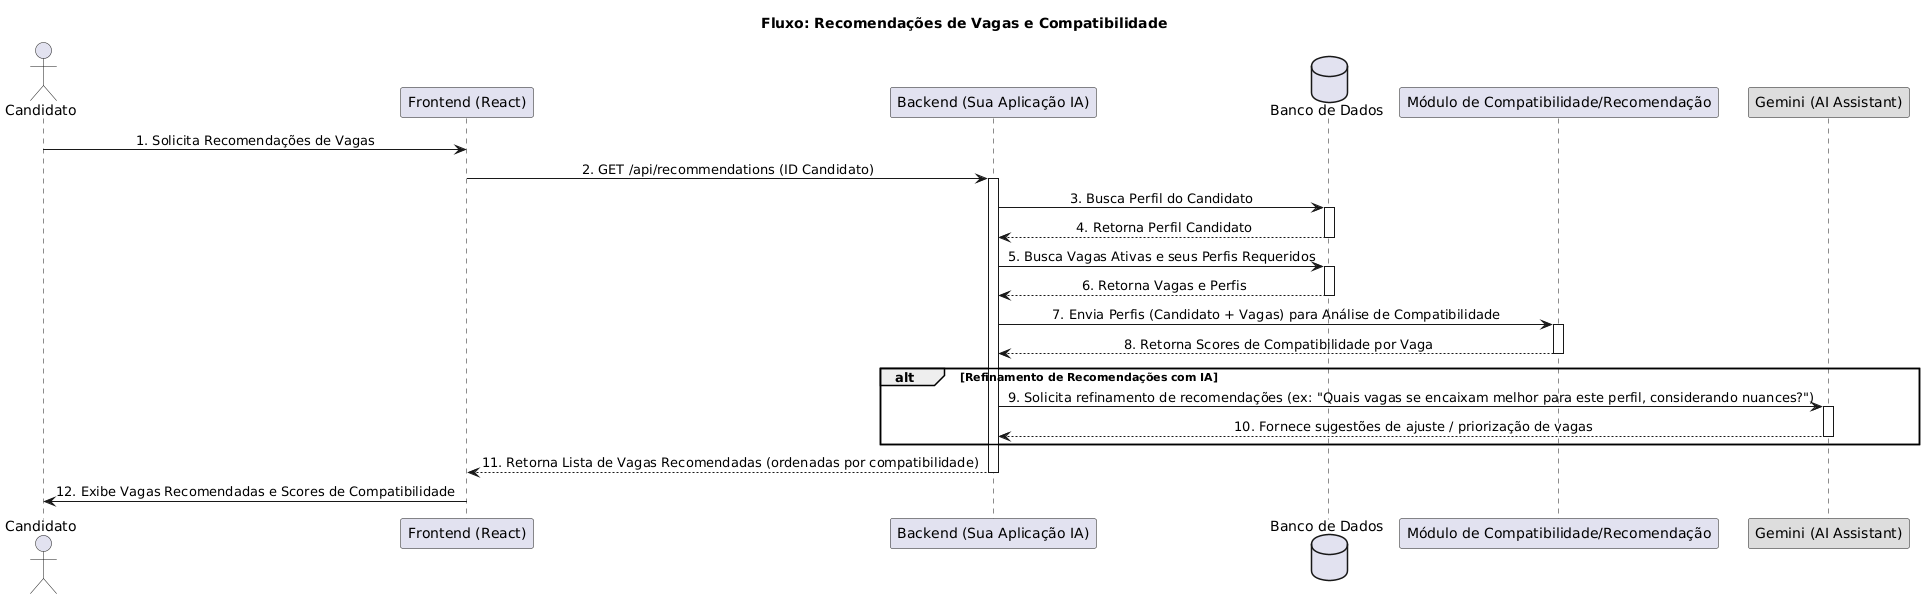 Fluxo: Recomendações de Vagas e Compatibilidade
Candidato
Frontend (React)
Backend (Sua Aplicação IA)
Banco de Dados
Módulo de Compatibilidade/Recomendação
Gemini (AI Assistant)
1. Solicita Recomendações de Vagas
2. GET /api/recommendations (ID Candidato)
3. Busca Perfil do Candidato
4. Retorna Perfil Candidato
5. Busca Vagas Ativas e seus Perfis Requeridos
6. Retorna Vagas e Perfis
7. Envia Perfis (Candidato + Vagas) para Análise de Compatibilidade
8. Retorna Scores de Compatibilidade por Vaga
alt [Refinamento de Recomendações com IA]
9. Solicita refinamento de recomendações (ex: "Quais vagas se encaixam melhor para este perfil, considerando nuances?")
10. Fornece sugestões de ajuste / priorização de vagas
11. Retorna Lista de Vagas Recomendadas (ordenadas por compatibilidade)
12. Exibe Vagas Recomendadas e Scores de Compatibilidade
Candidato
Frontend (React)
Backend (Sua Aplicação IA)
Banco de Dados
Módulo de Compatibilidade/Recomendação
Gemini (AI Assistant)